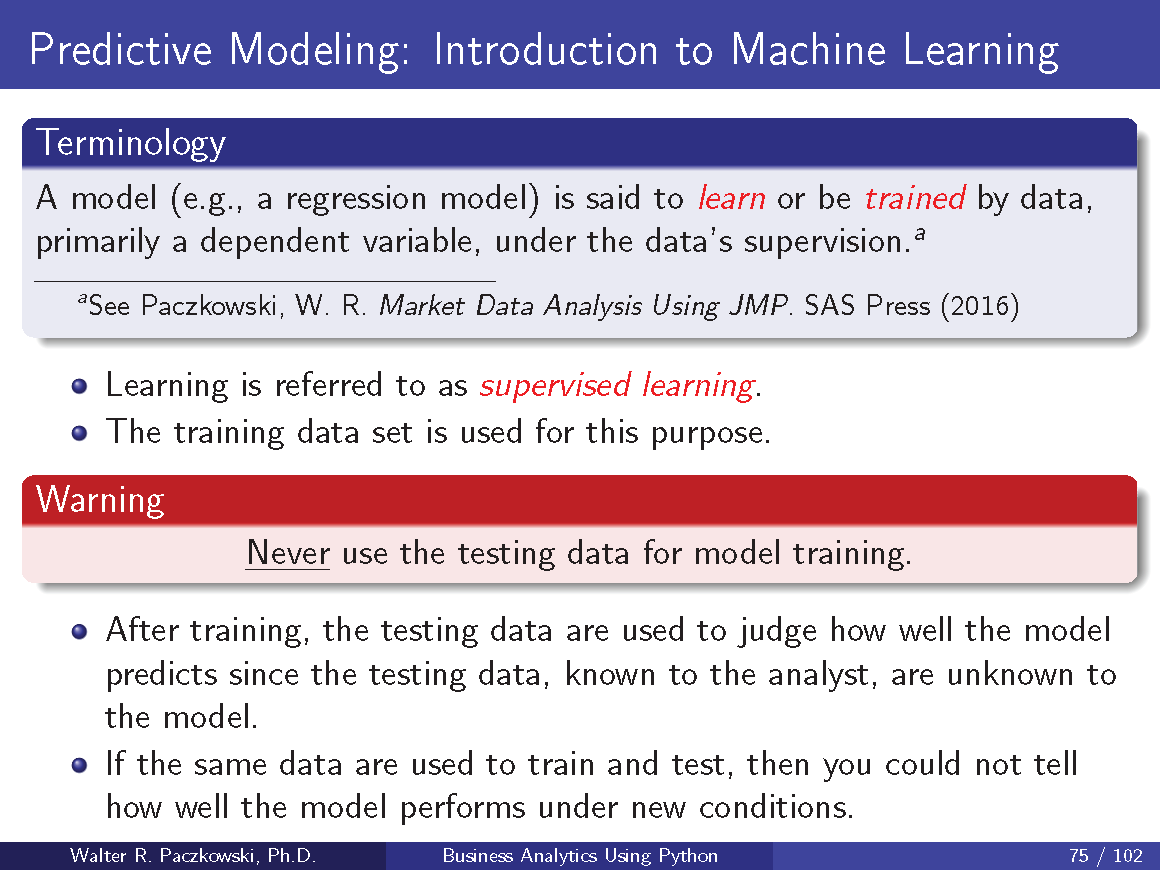 Predictive Modeling: Introduction to Machine Learning
Terminology
A model (e.g., a regression model) is said to learn or be trained by data,
primarily a dependent variable, under the data's supervision.a
aSee Paczkowski, W. R. Market Data Analysis Using JMP. SAS Press (2016)
Learning is referred to as supervised learning.
The training data set is used for this purpose.
Warning
Never use the testing data for model training.
After training, the testing data are used to judge how well the model
predicts since the testing data, known to the analyst, are unknown to
the model.
If the same data are used to train and test, then you could not tell
how well the model performs under new conditions.
Walter R. Paczkowski, Ph.D. Business Analytics Using Python 75 / 102